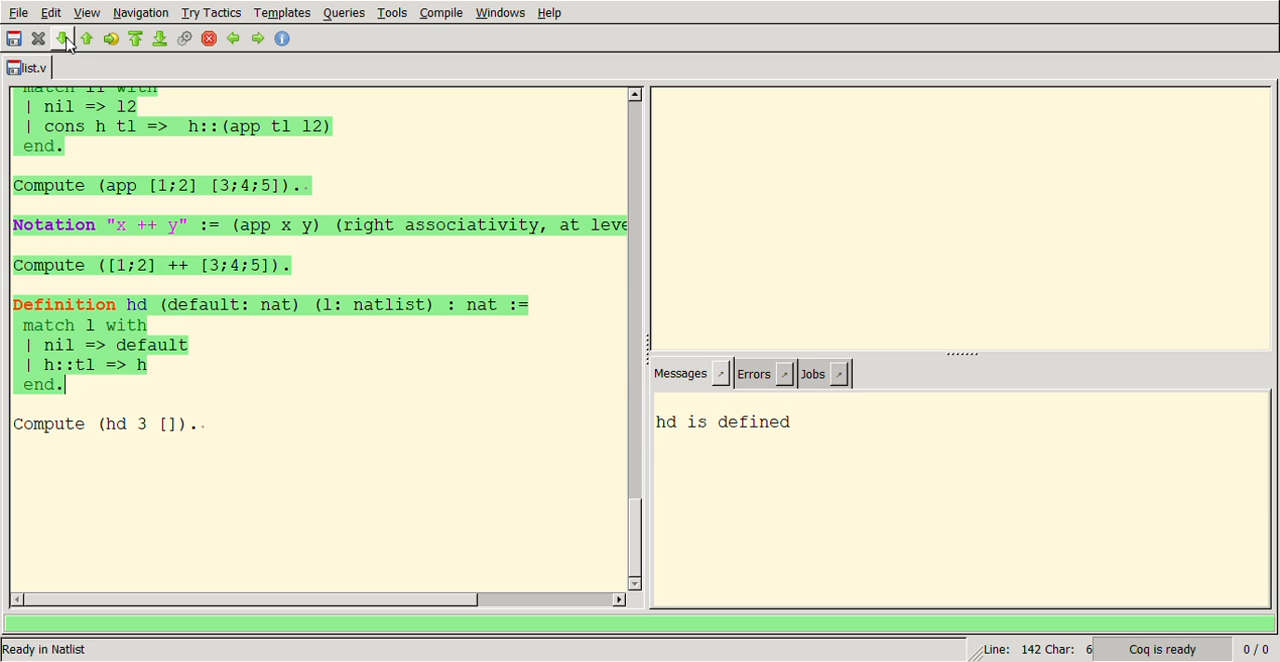 File Edit View Navigation Try Tactics Templates Queries Tools Compile Windows Help
list.v
match l1 with
| nil => l2
| cons h tl => h::(app tl l2)
end.
Compute (app [1;2] [3;4;5]).
Notation "x ++ y" := (app x y) (right associativity, at leve
Compute ([1;2] ++ [3;4;5]).
Definition hd (default: nat) (l: natlist) : nat :=
match l with
| nil => default
| h::tl => h
end.
Compute (hd 3 []).
Messages Errors Jobs
hd is defined
Ready in Natlist
Line: 142 Char: 6
Coq is ready
0 / 0